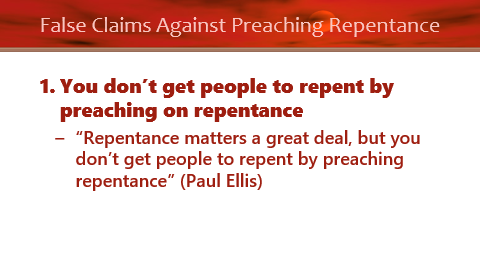 False Claims Against Preaching Repentance
1. You don’t get people to repent by
preaching on repentance
– “Repentance matters a great deal, but you
don’t get people to repent by preaching
repentance” (Paul Ellis)